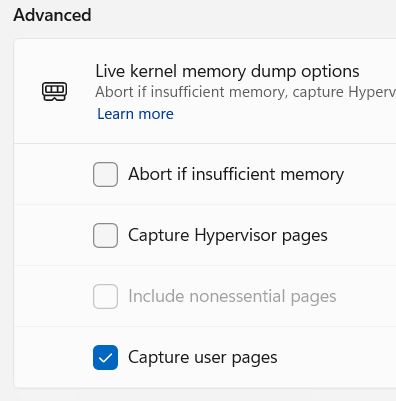 Advanced
Live kernel memory dump options
Abort if insufficient memory, capture Hyperv
Learn more
Abort if insufficient memory
Capture Hypervisor pages
Include nonessential pages
Capture user pages